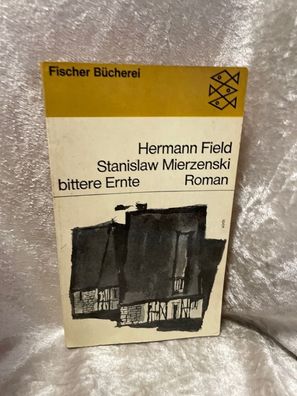 Fischer Bücherei
Hermann Field
Stanislaw Mierzenski
bittere Ernte Roman